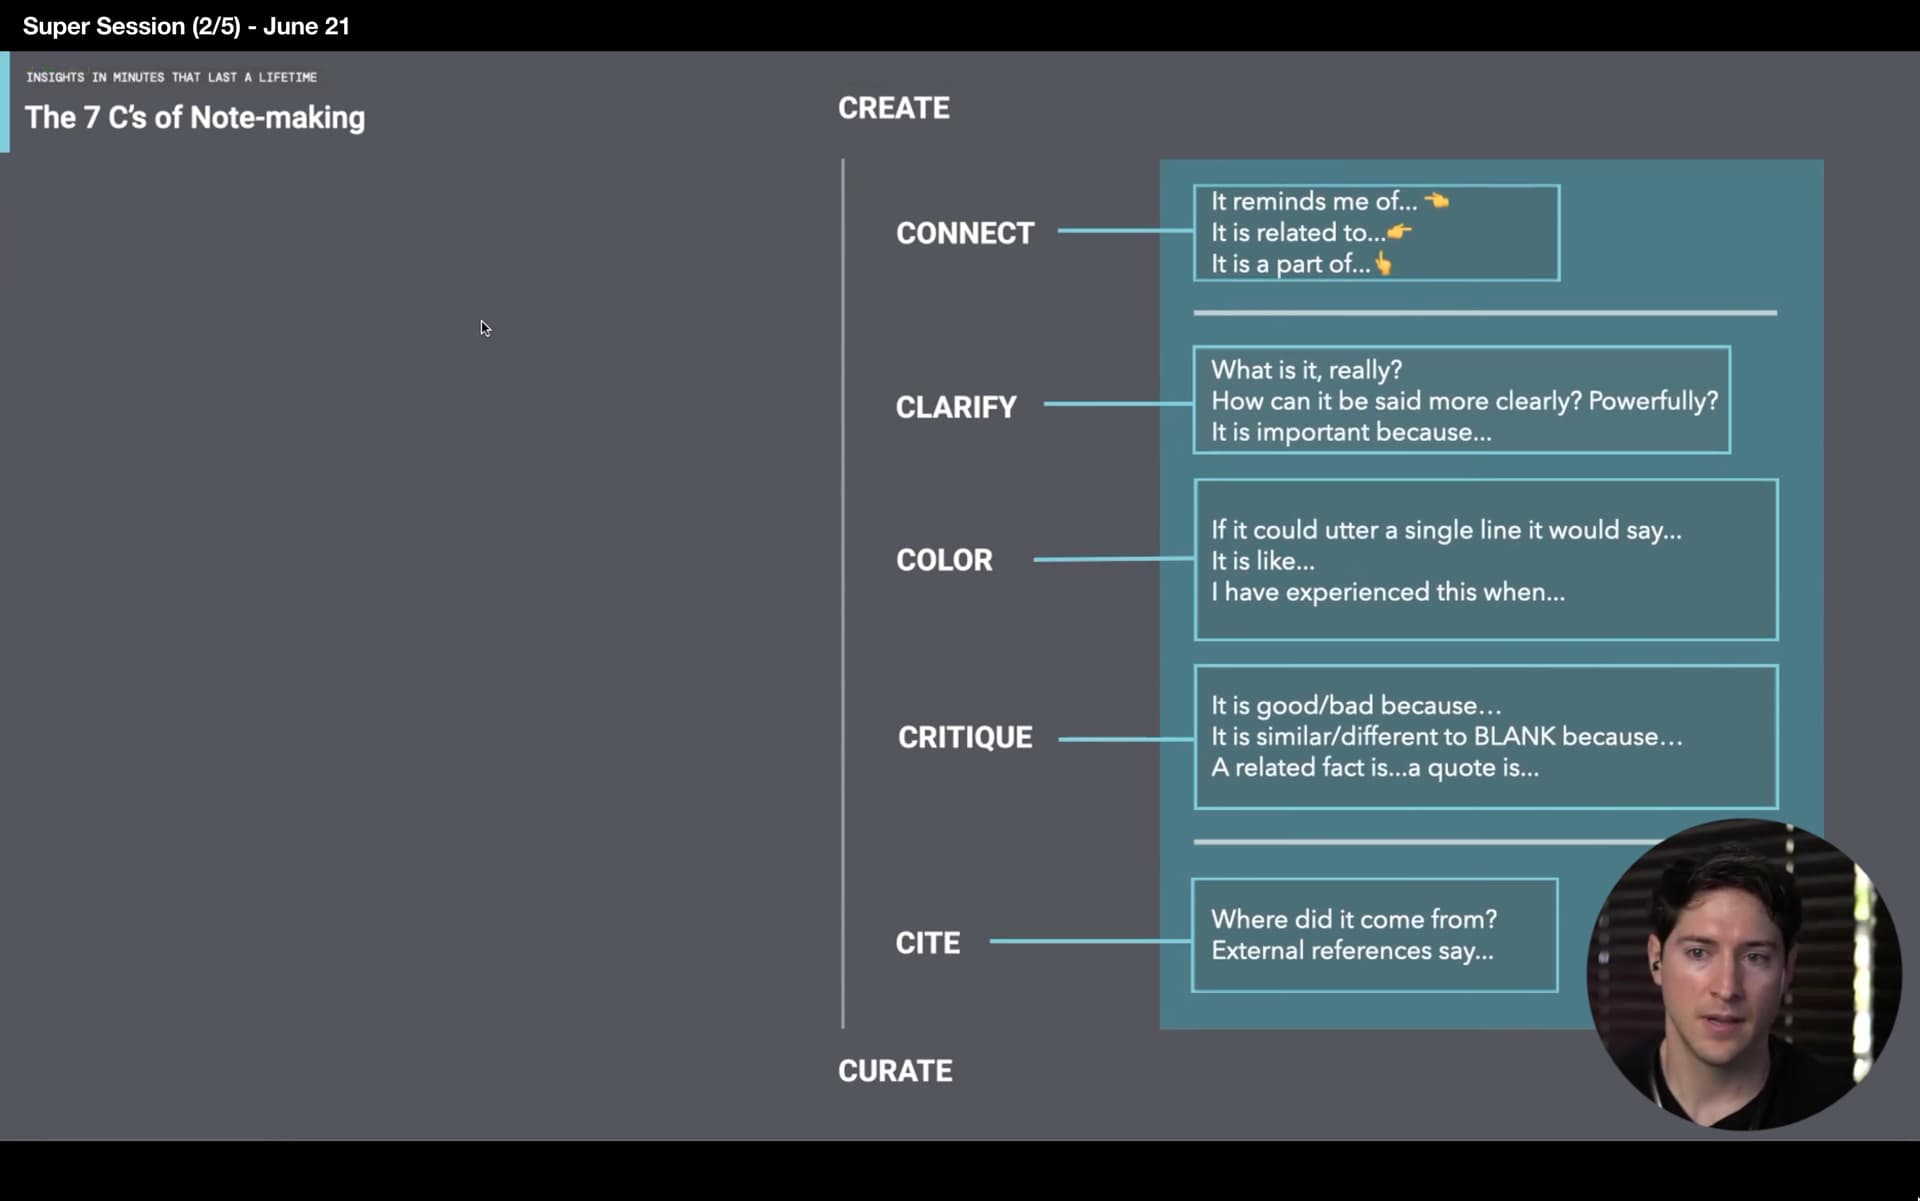 Super Session (2/5) - June 21
INSIGHTS IN MINUTES THAT LAST A LIFETIME
The 7 C's of Note-making
CREATE
CONNECT
It reminds me of... 👈
It is related to...👉
It is a part of...👆
CLARIFY
What is it, really?
How can it be said more clearly? Powerfully?
It is important because...
COLOR
If it could utter a single line it would say...
It is like...
I have experienced this when...
CRITIQUE
It is good/bad because…
It is similar/different to BLANK because…
A related fact is...a quote is...
CITE
Where did it come from?
External references say...
CURATE